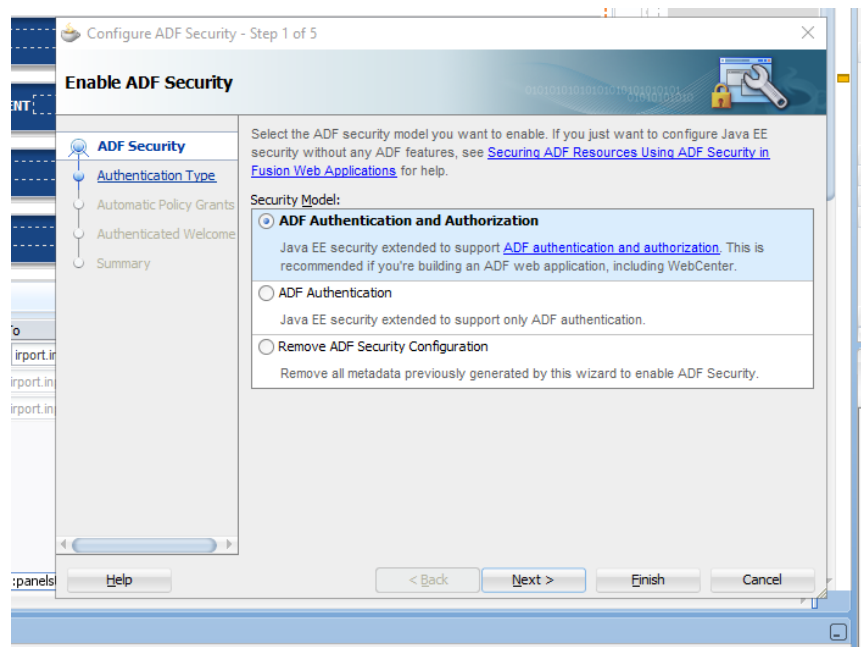 Configure ADF Security - Step 1 of 5
Enable ADF Security
ENT
ADF Security
Authentication Type
Automatic Policy Grants
Authenticated Welcome
Summary
Select the ADF security model you want to enable. If you just want to configure Java EE
security without any ADF features, see Securing ADF Resources Using ADF Security in
Fusion Web Applications for help.
Security Model:
ADF Authentication and Authorization
Java EE security extended to support ADF authentication and authorization. This is
recommended if you're building an ADF web application, including WebCenter.
ADF Authentication
Java EE security extended to support only ADF authentication.
Remove ADF Security Configuration
Remove all metadata previously generated by this wizard to enable ADF Security.
irport.in
irport.in
:panels
Help
< Back
Next >
Finish
Cancel